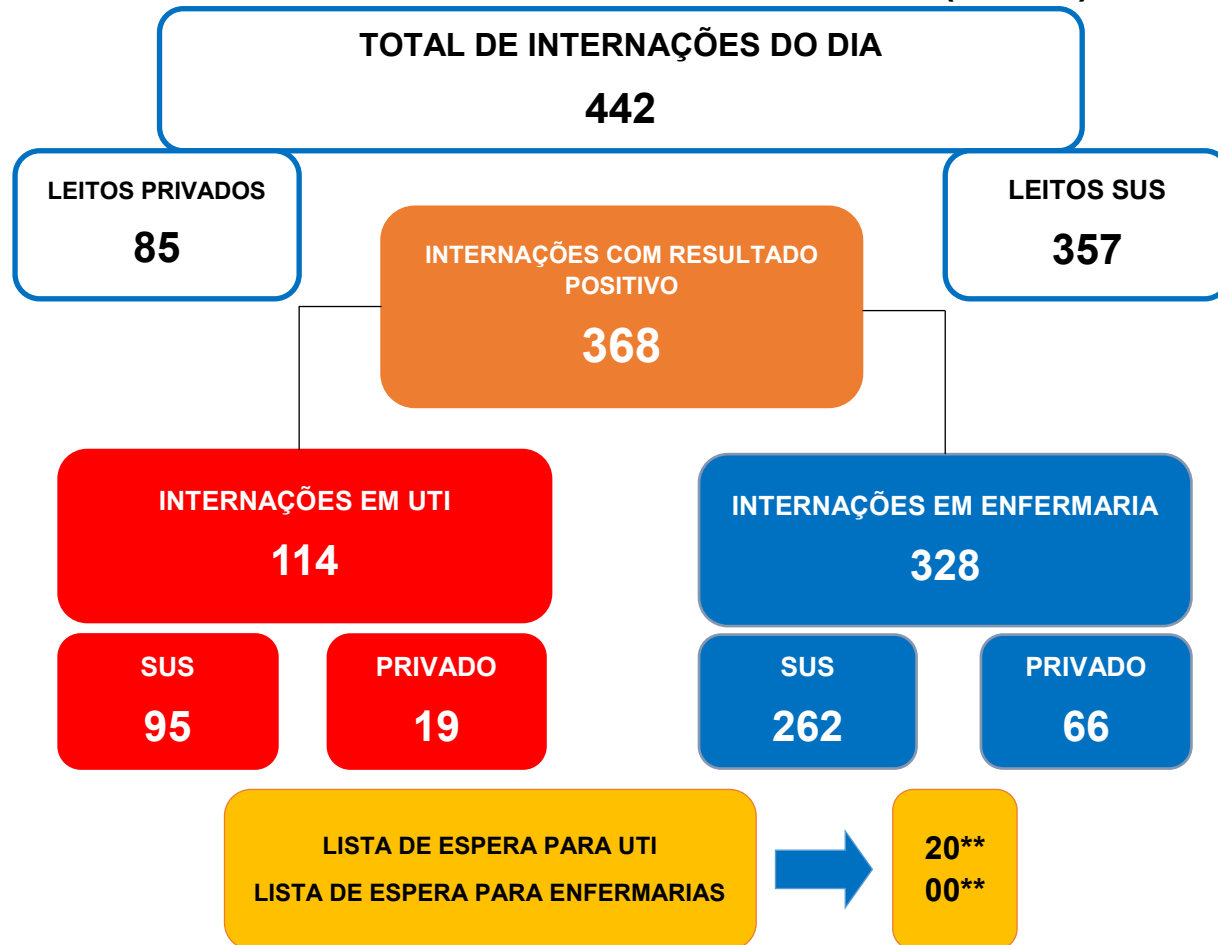 TOTAL DE INTERNAÇÕES DO DIA
442
LEITOS PRIVADOS
85
LEITOS SUS
357
INTERNAÇÕES COM RESULTADO
POSITIVO
368
INTERNAÇÕES EM UTI
114
INTERNAÇÕES EM ENFERMARIA
328
SUS
95
PRIVADO
19
SUS
262
PRIVADO
66
LISTA DE ESPERA PARA UTI
LISTA DE ESPERA PARA ENFERMARIAS
20**
00**